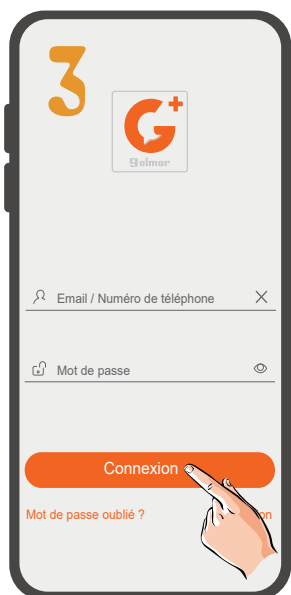 3
G+
golmar
Email / Numéro de téléphone
Mot de passe
Connexion
Mot de passe oublié ?